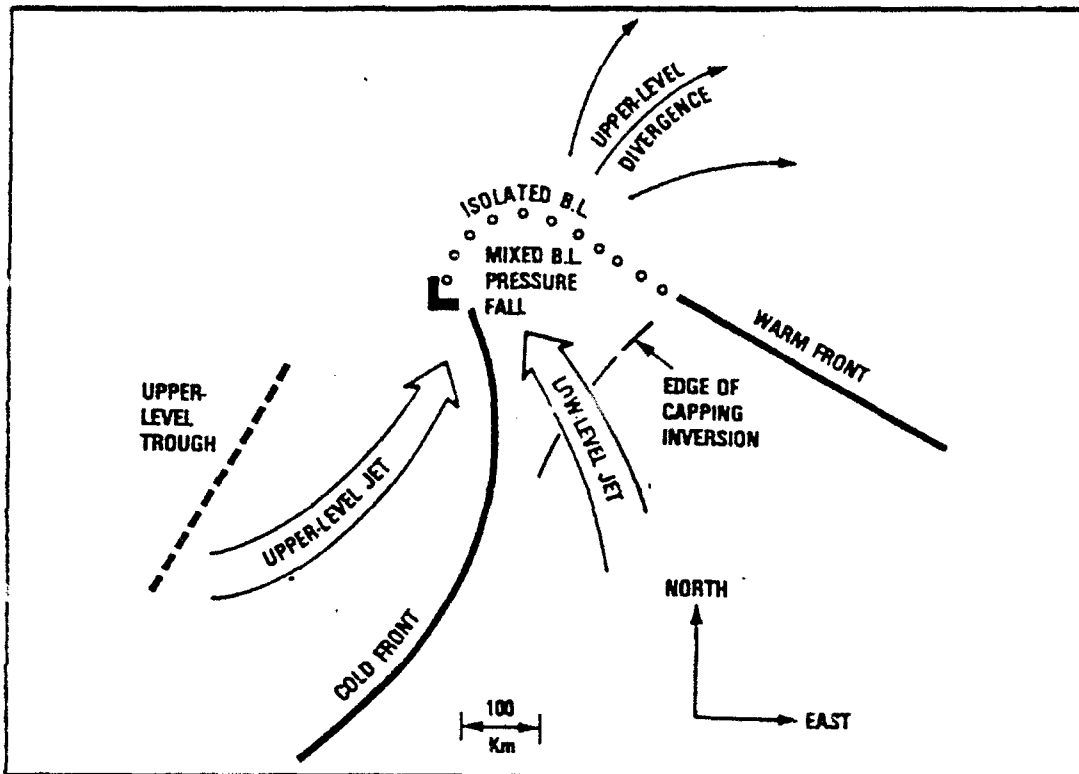 UPPER-LEVEL
DIVERGENCE
ISOLATED B.L.
MIXED B.L.
PRESSURE
FALL
L
WARM FRONT
UPPER-
LEVEL
TROUGH
EDGE OF
CAPPING
INVERSION
LOW-LEVEL JET
UPPER-LEVEL JET
COLD FRONT
NORTH
EAST
100
Km